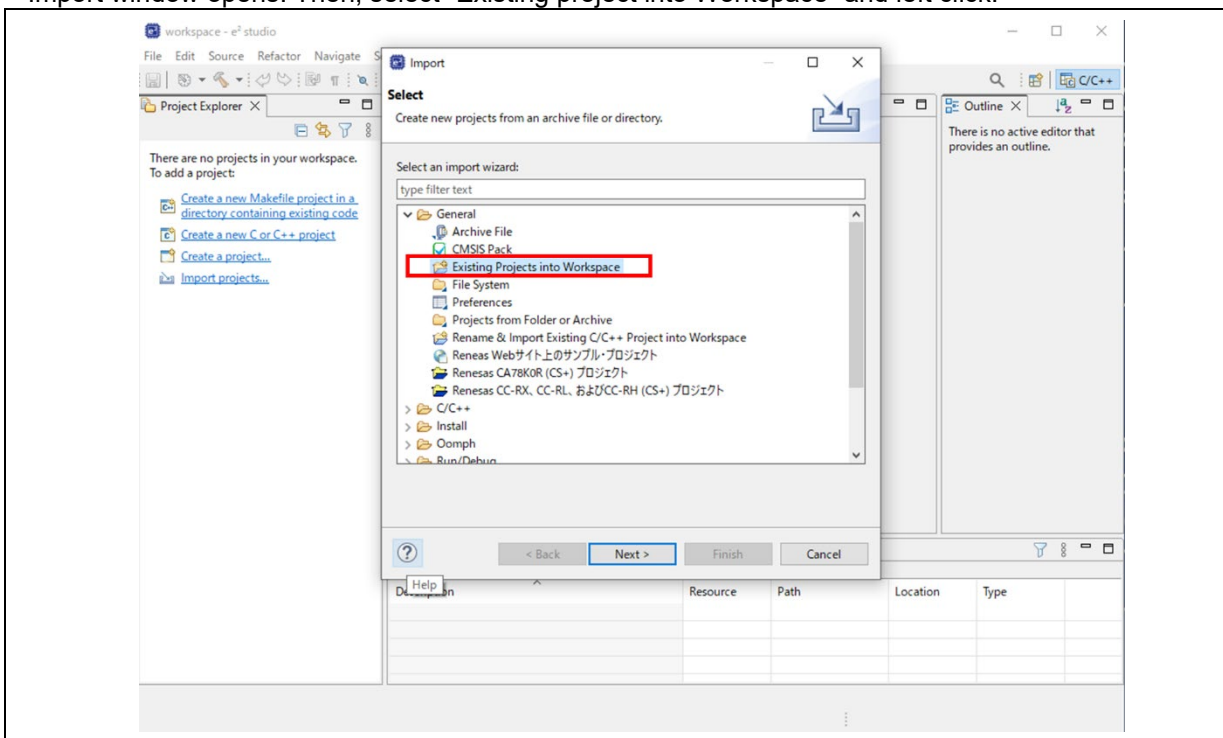 Import window opens. Then, select "Existing project into Workspace" and left click.
workspace - e² studio
File Edit Source Refactor Navigate S
C/C++
Project Explorer
There are no projects in your workspace.
To add a project:
Create a new Makefile project in a
directory containing existing code
Create a new C or C++ project
Create a project...
Import projects...
Import
Select
Create new projects from an archive file or directory.
Select an import wizard:
type filter text
General
Archive File
CMSIS Pack
Existing Projects into Workspace
File System
Preferences
Projects from Folder or Archive
Rename & Import Existing C/C++ Project into Workspace
Reneas Webサイト上のサンプル・プロジェクト
Renesas CA78K0R (CS+) プロジェクト
Renesas CC-RX、CC-RL、およびCC-RH (CS+) プロジェクト
C/C++
Install
Oomph
Run/Debug
< Back Next > Finish Cancel
Help
Outline
There is no active editor that
provides an outline.
Description Resource Path Location Type